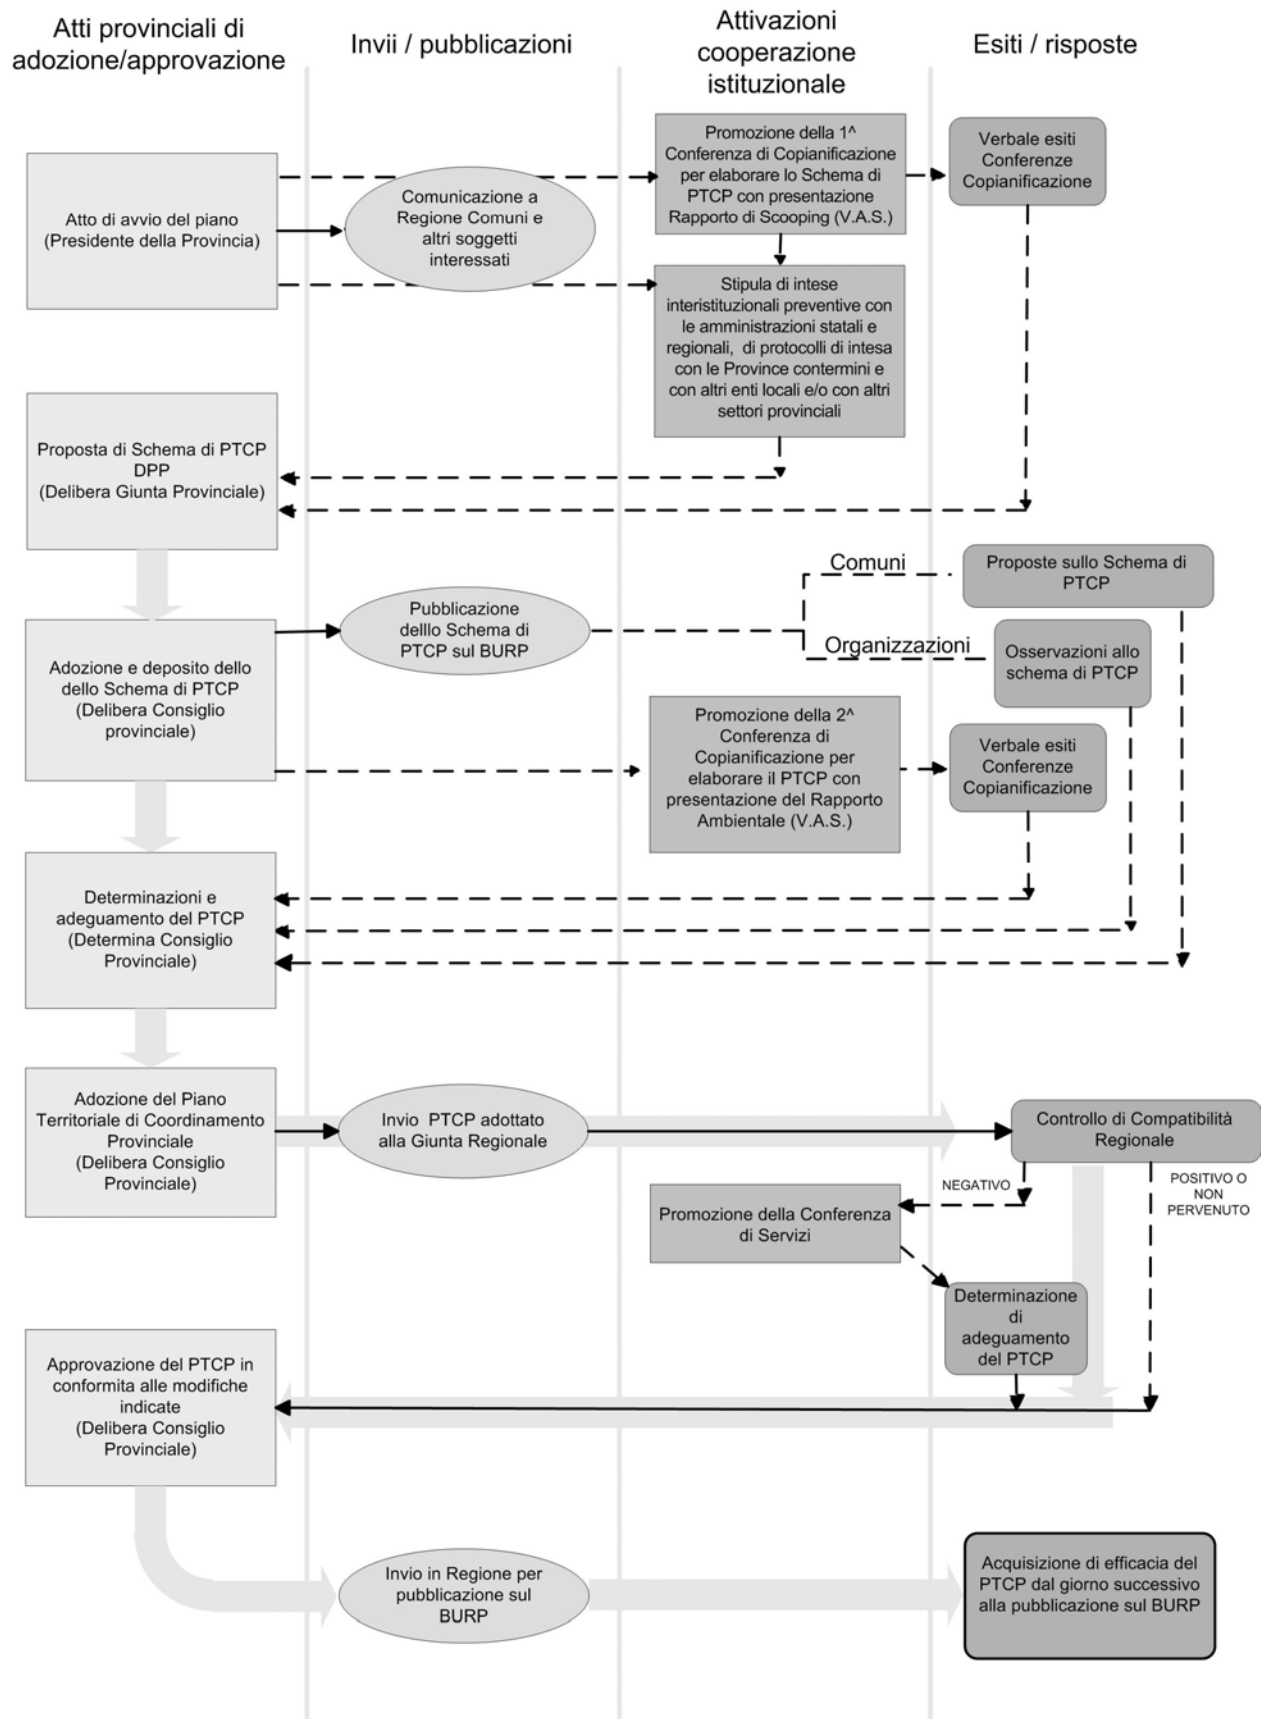 Atti provinciali di
adozione/approvazione
Invii / pubblicazioni
Attivazioni
cooperazione
istituzionale
Esiti / risposte
Atto di avvio del piano
(Presidente della Provincia)
Comunicazione a
Regione Comuni e
altri soggetti
interessati
Promozione della 1^
Conferenza di Copianificazione
per elaborare lo Schema di
PTCP con presentazione
Rapporto di Scooping (V.A.S.)
Verbale esiti
Conferenze
Copianificazione
Stipula di intese
interistituzionali preventive con
le amministrazioni statali e
regionali, di protocolli di intesa
con le Province contermini e
con altri enti locali e/o con altri
settori provinciali
Proposta di Schema di PTCP
DPP
(Delibera Giunta Provinciale)
Comuni
Proposte sullo Schema di
PTCP
Pubblicazione
delllo Schema di
PTCP sul BURP
Organizzazioni
Osservazioni allo
schema di PTCP
Adozione e deposito dello
dello Schema di PTCP
(Delibera Consiglio
provinciale)
Promozione della 2^
Conferenza di
Copianificazione per
elaborare il PTCP con
presentazione del Rapporto
Ambientale (V.A.S.)
Verbale esiti
Conferenze
Copianificazione
Determinazioni e
adeguamento del PTCP
(Determina Consiglio
Provinciale)
Adozione del Piano
Territoriale di Coordinamento
Provinciale
(Delibera Consiglio
Provinciale)
Invio PTCP adottato
alla Giunta Regionale
Controllo di Compatibilità
Regionale
NEGATIVO
POSITIVO O
NON
PERVENUTO
Promozione della Conferenza
di Servizi
Determinazione
di
adeguamento
del PTCP
Approvazione del PTCP in
conformita alle modifiche
indicate
(Delibera Consiglio
Provinciale)
Invio in Regione per
pubblicazione sul
BURP
Acquisizione di efficacia del
PTCP dal giorno successivo
alla pubblicazione sul BURP